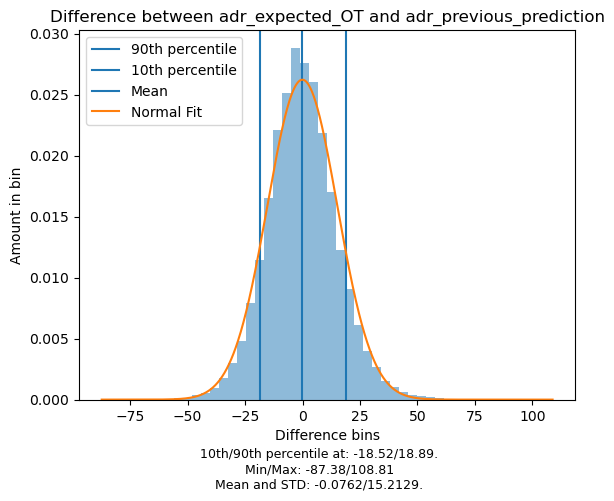 Difference between adr_expected_OT and adr_previous_prediction
0.030
0.025
0.020
0.015
0.010
0.005
0.000
Amount in bin
90th percentile
10th percentile
Mean
Normal Fit
−75
−50
−25
0
25
50
75
100
Difference bins
10th/90th percentile at: -18.52/18.89.
Min/Max: -87.38/108.81
Mean and STD: -0.0762/15.2129.